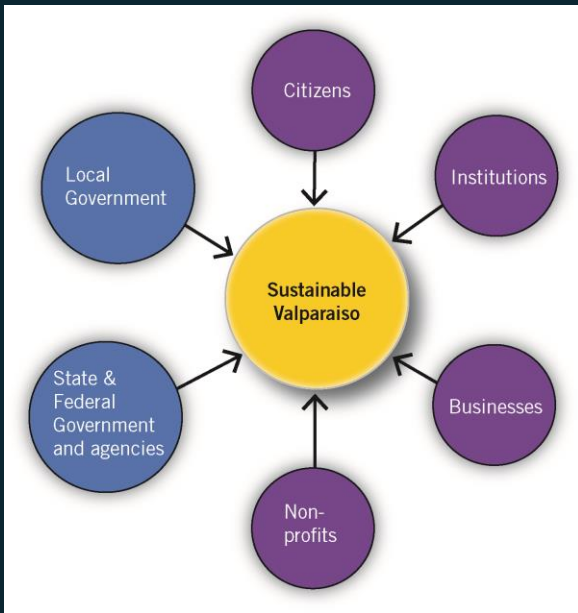 Citizens
Local
Government
Institutions
Sustainable
Valparaiso
State &
Federal
Government
and agencies
Businesses
Non-
profits